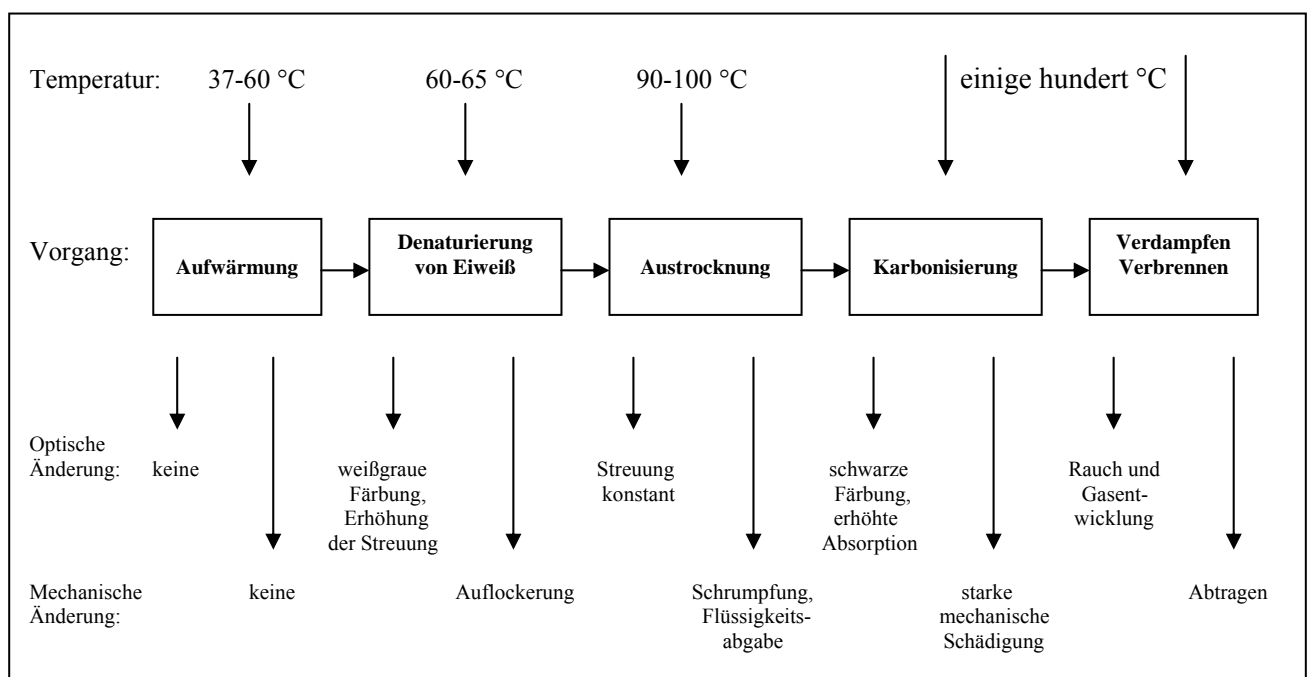 Temperatur: 37-60 °C 60-65 °C 90-100 °C einige hundert °C
Vorgang:
Aufwärmung
Denaturierung
von Eiweiß
Austrocknung
Karbonisierung
Verdampfen
Verbrennen
Optische
Änderung:
keine
weißgraue
Färbung,
Erhöhung
der Streuung
Streuung
konstant
schwarze
Färbung,
erhöhte
Absorption
Rauch und
Gasent-
wicklung
Mechanische
Änderung:
keine
Auflockerung
Schrumpfung,
Flüssigkeits-
abgabe
starke
mechanische
Schädigung
Abtragen